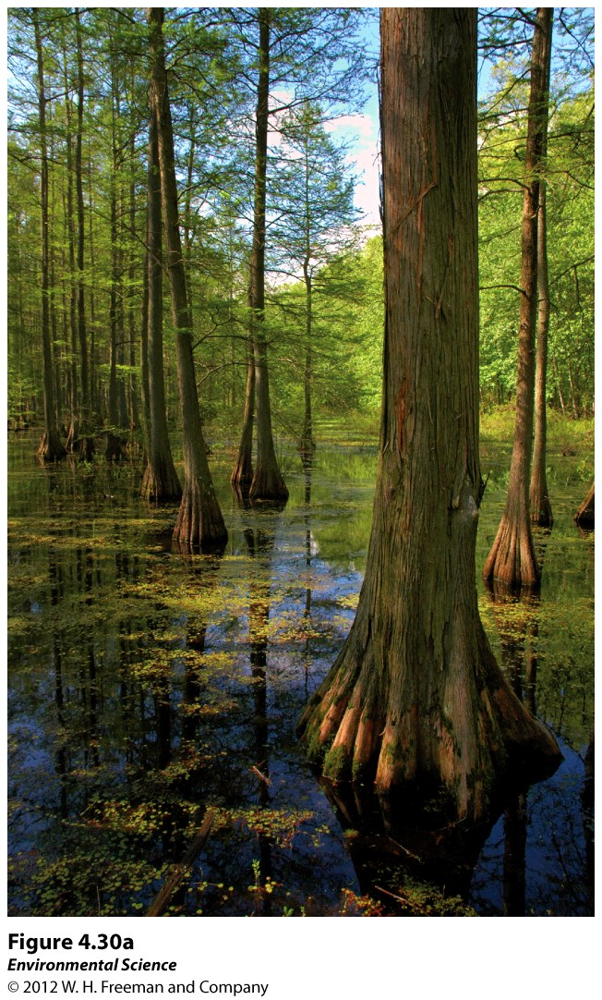 Figure 4.30a
Environmental Science
© 2012 W. H. Freeman and Company